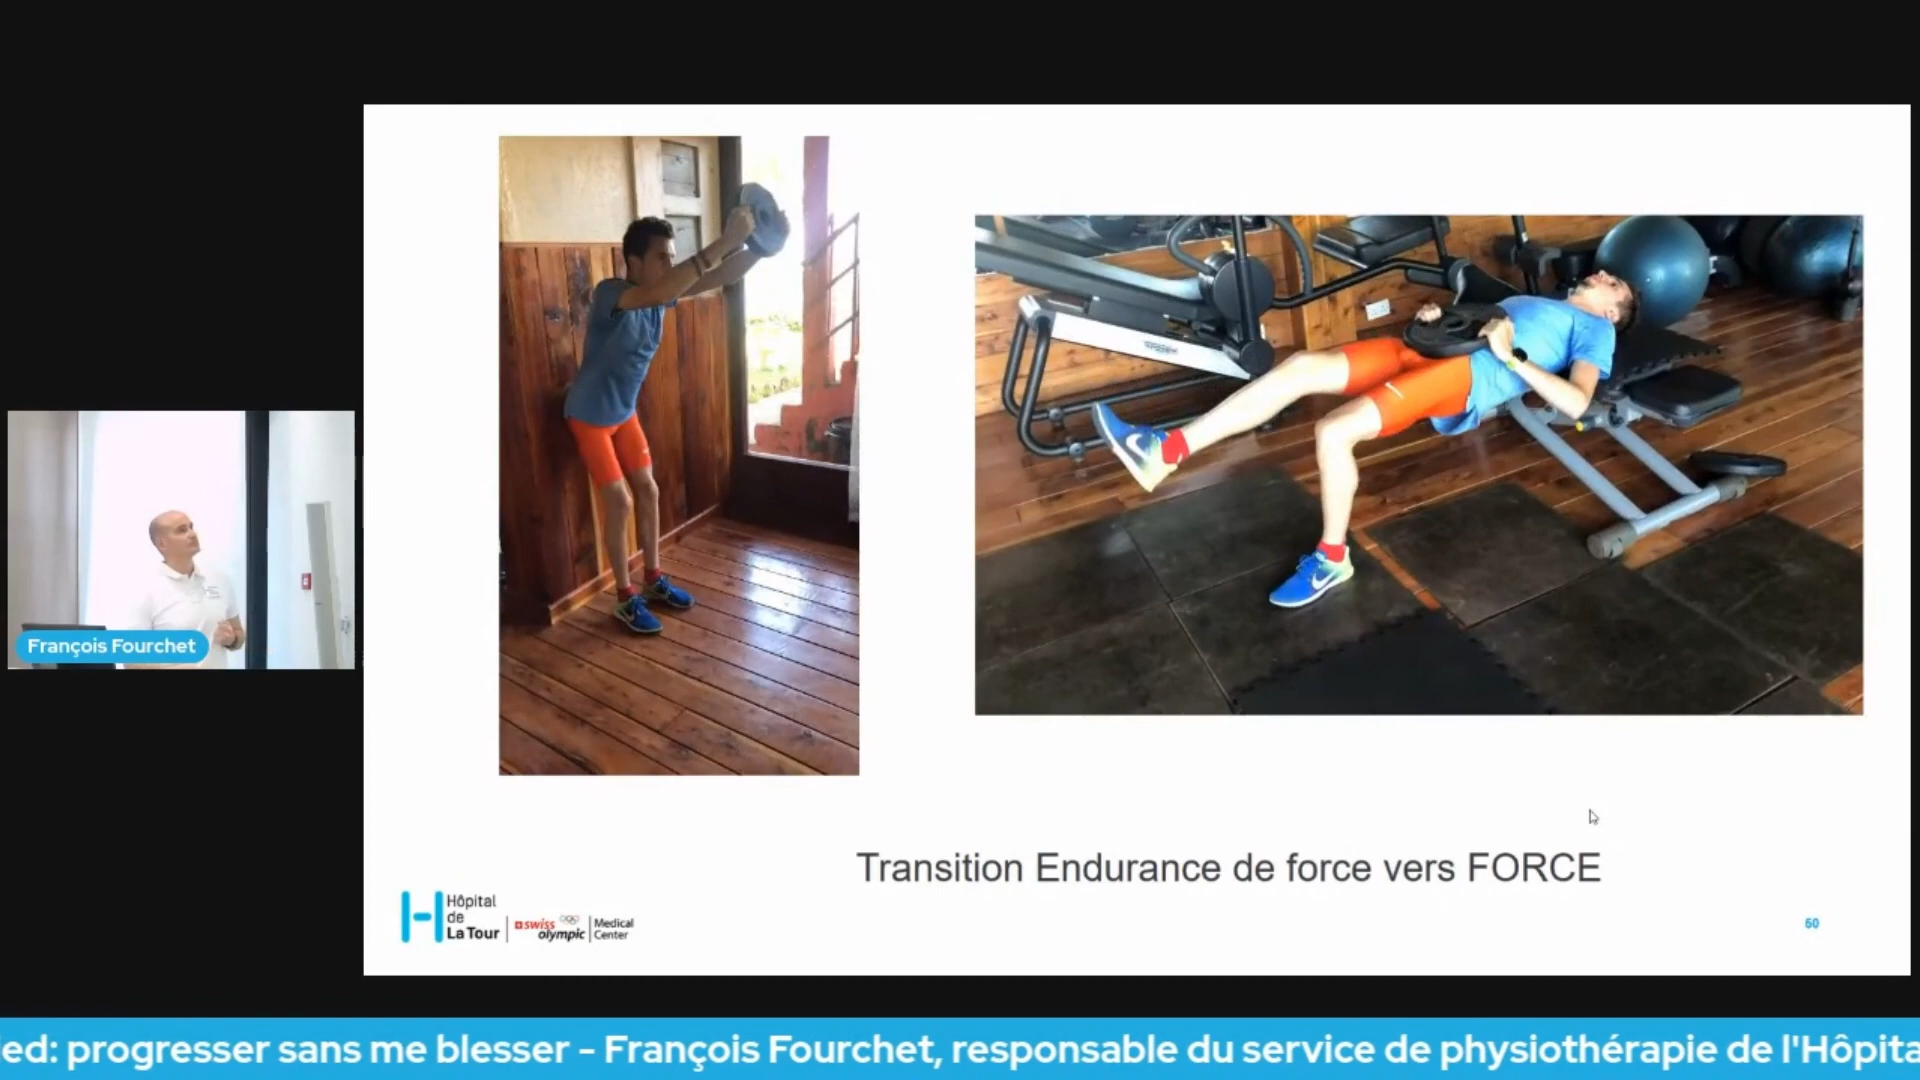 François Fourchet
Transition Endurance de force vers FORCE
Hôpital
de
La Tour
swiss
olympic
Medical
Center
60
ied: progresser sans me blesser - François Fourchet, responsable du service de physiothérapie de l'Hôpita